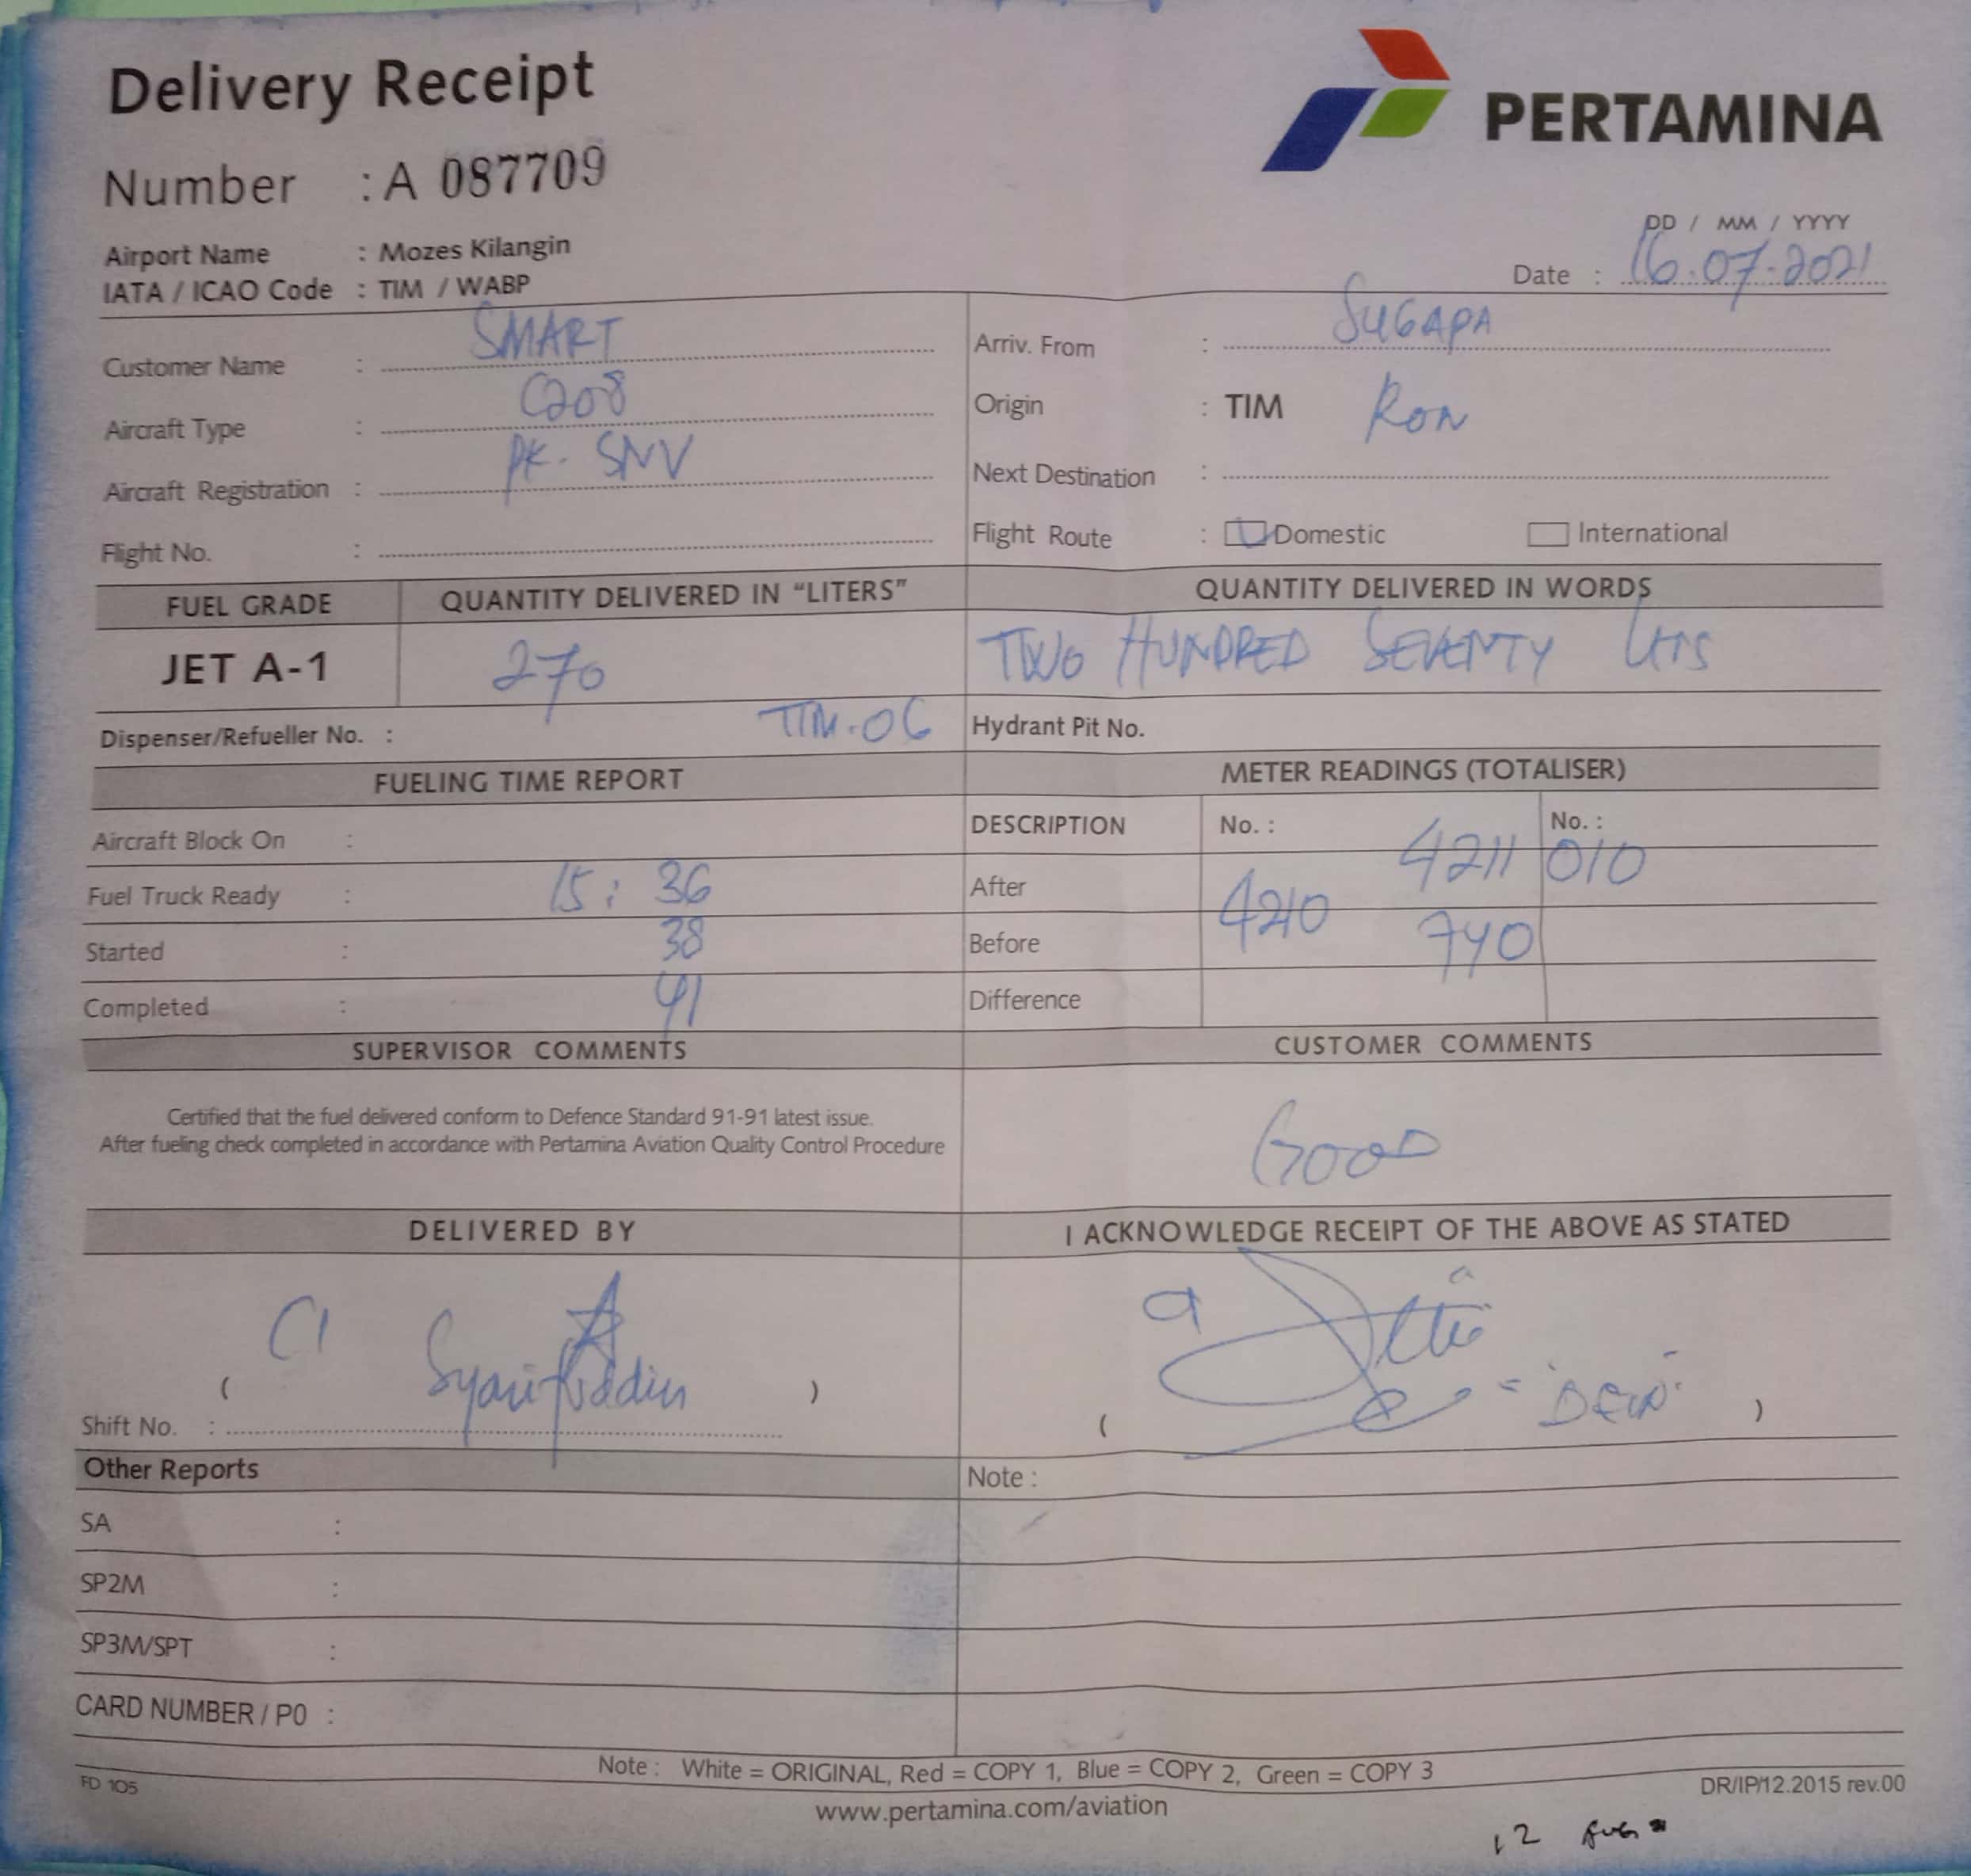 Delivery Receipt
PERTAMINA
Number : A 087709
Airport Name : Mozes Kilangin
IATA / ICAO Code : TIM / WABP
DD / MM / YYYY
Date : 16.07.2021
Customer Name : SMART
Arriv. From : SUGAPA
Aircraft Type : C208
Origin : TIM Ron
Aircraft Registration : PK. SNV
Next Destination :
Flight No. :
Flight Route : Domestic International
FUEL GRADE QUANTITY DELIVERED IN “LITERS” QUANTITY DELIVERED IN WORDS
JET A-1 270 TWO HUNDRED SEVENTY LtTS
Dispenser/Refueller No. : TIM-06 Hydrant Pit No.
FUELING TIME REPORT METER READINGS (TOTALISER)
Aircraft Block On :
DESCRIPTION No. : No. :
Fuel Truck Ready : 15: 36
After 4211 010
Started : 38
Before 4210 740
Completed : 41
Difference
SUPERVISOR COMMENTS CUSTOMER COMMENTS
Certified that the fuel delivered conform to Defence Standard 91-91 latest issue.
After fueling check completed in accordance with Pertamina Aviation Quality Control Procedure
GOOD
DELIVERED BY I ACKNOWLEDGE RECEIPT OF THE ABOVE AS STATED
( Syarifuddin )
( )
Shift No. :
Other Reports Note :
SA :
SP2M :
SP3M/SPT :
CARD NUMBER / P0 :
Note : White = ORIGINAL, Red = COPY 1, Blue = COPY 2, Green = COPY 3
FD 105
DR/IP/12.2015 rev.00
www.pertamina.com/aviation
12